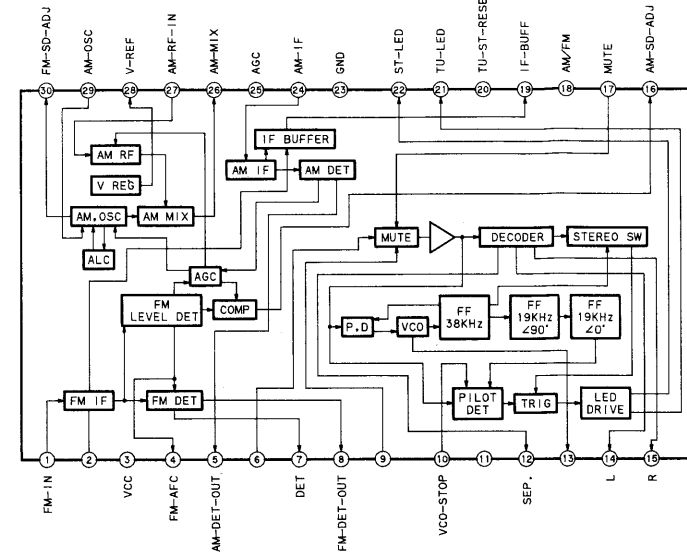 FM-SD-ADJ
AM-OSC
V-REF
AM-RF-IN
AM-MIX
AGC
AM-IF
GND
ST-LED
TU-LED
TU-ST-RESE
IF-BUFF
AM/FM
MUTE
AM-SD-ADJ
30
29
28
27
26
25
24
23
22
21
20
19
18
17
16
IF BUFFER
AM RF
AM IF
AM DET
V REG
AM,OSC
AM MIX
MUTE
DECODER
STEREO SW
ALC
AGC
FM
LEVEL DET
COMP
P.D
VCO
FF
38KHz
FF
19KHz
∠90°
FF
19KHz
∠0°
FM IF
FM DET
PILOT
DET
TRIG
LED
DRIVE
1
2
3
4
5
6
7
8
9
10
11
12
13
14
15
FM-IN
VCC
FM-AFC
AM-DET-OUT
DET
FM-DET-OUT
VCO-STOP
SEP.
L
R